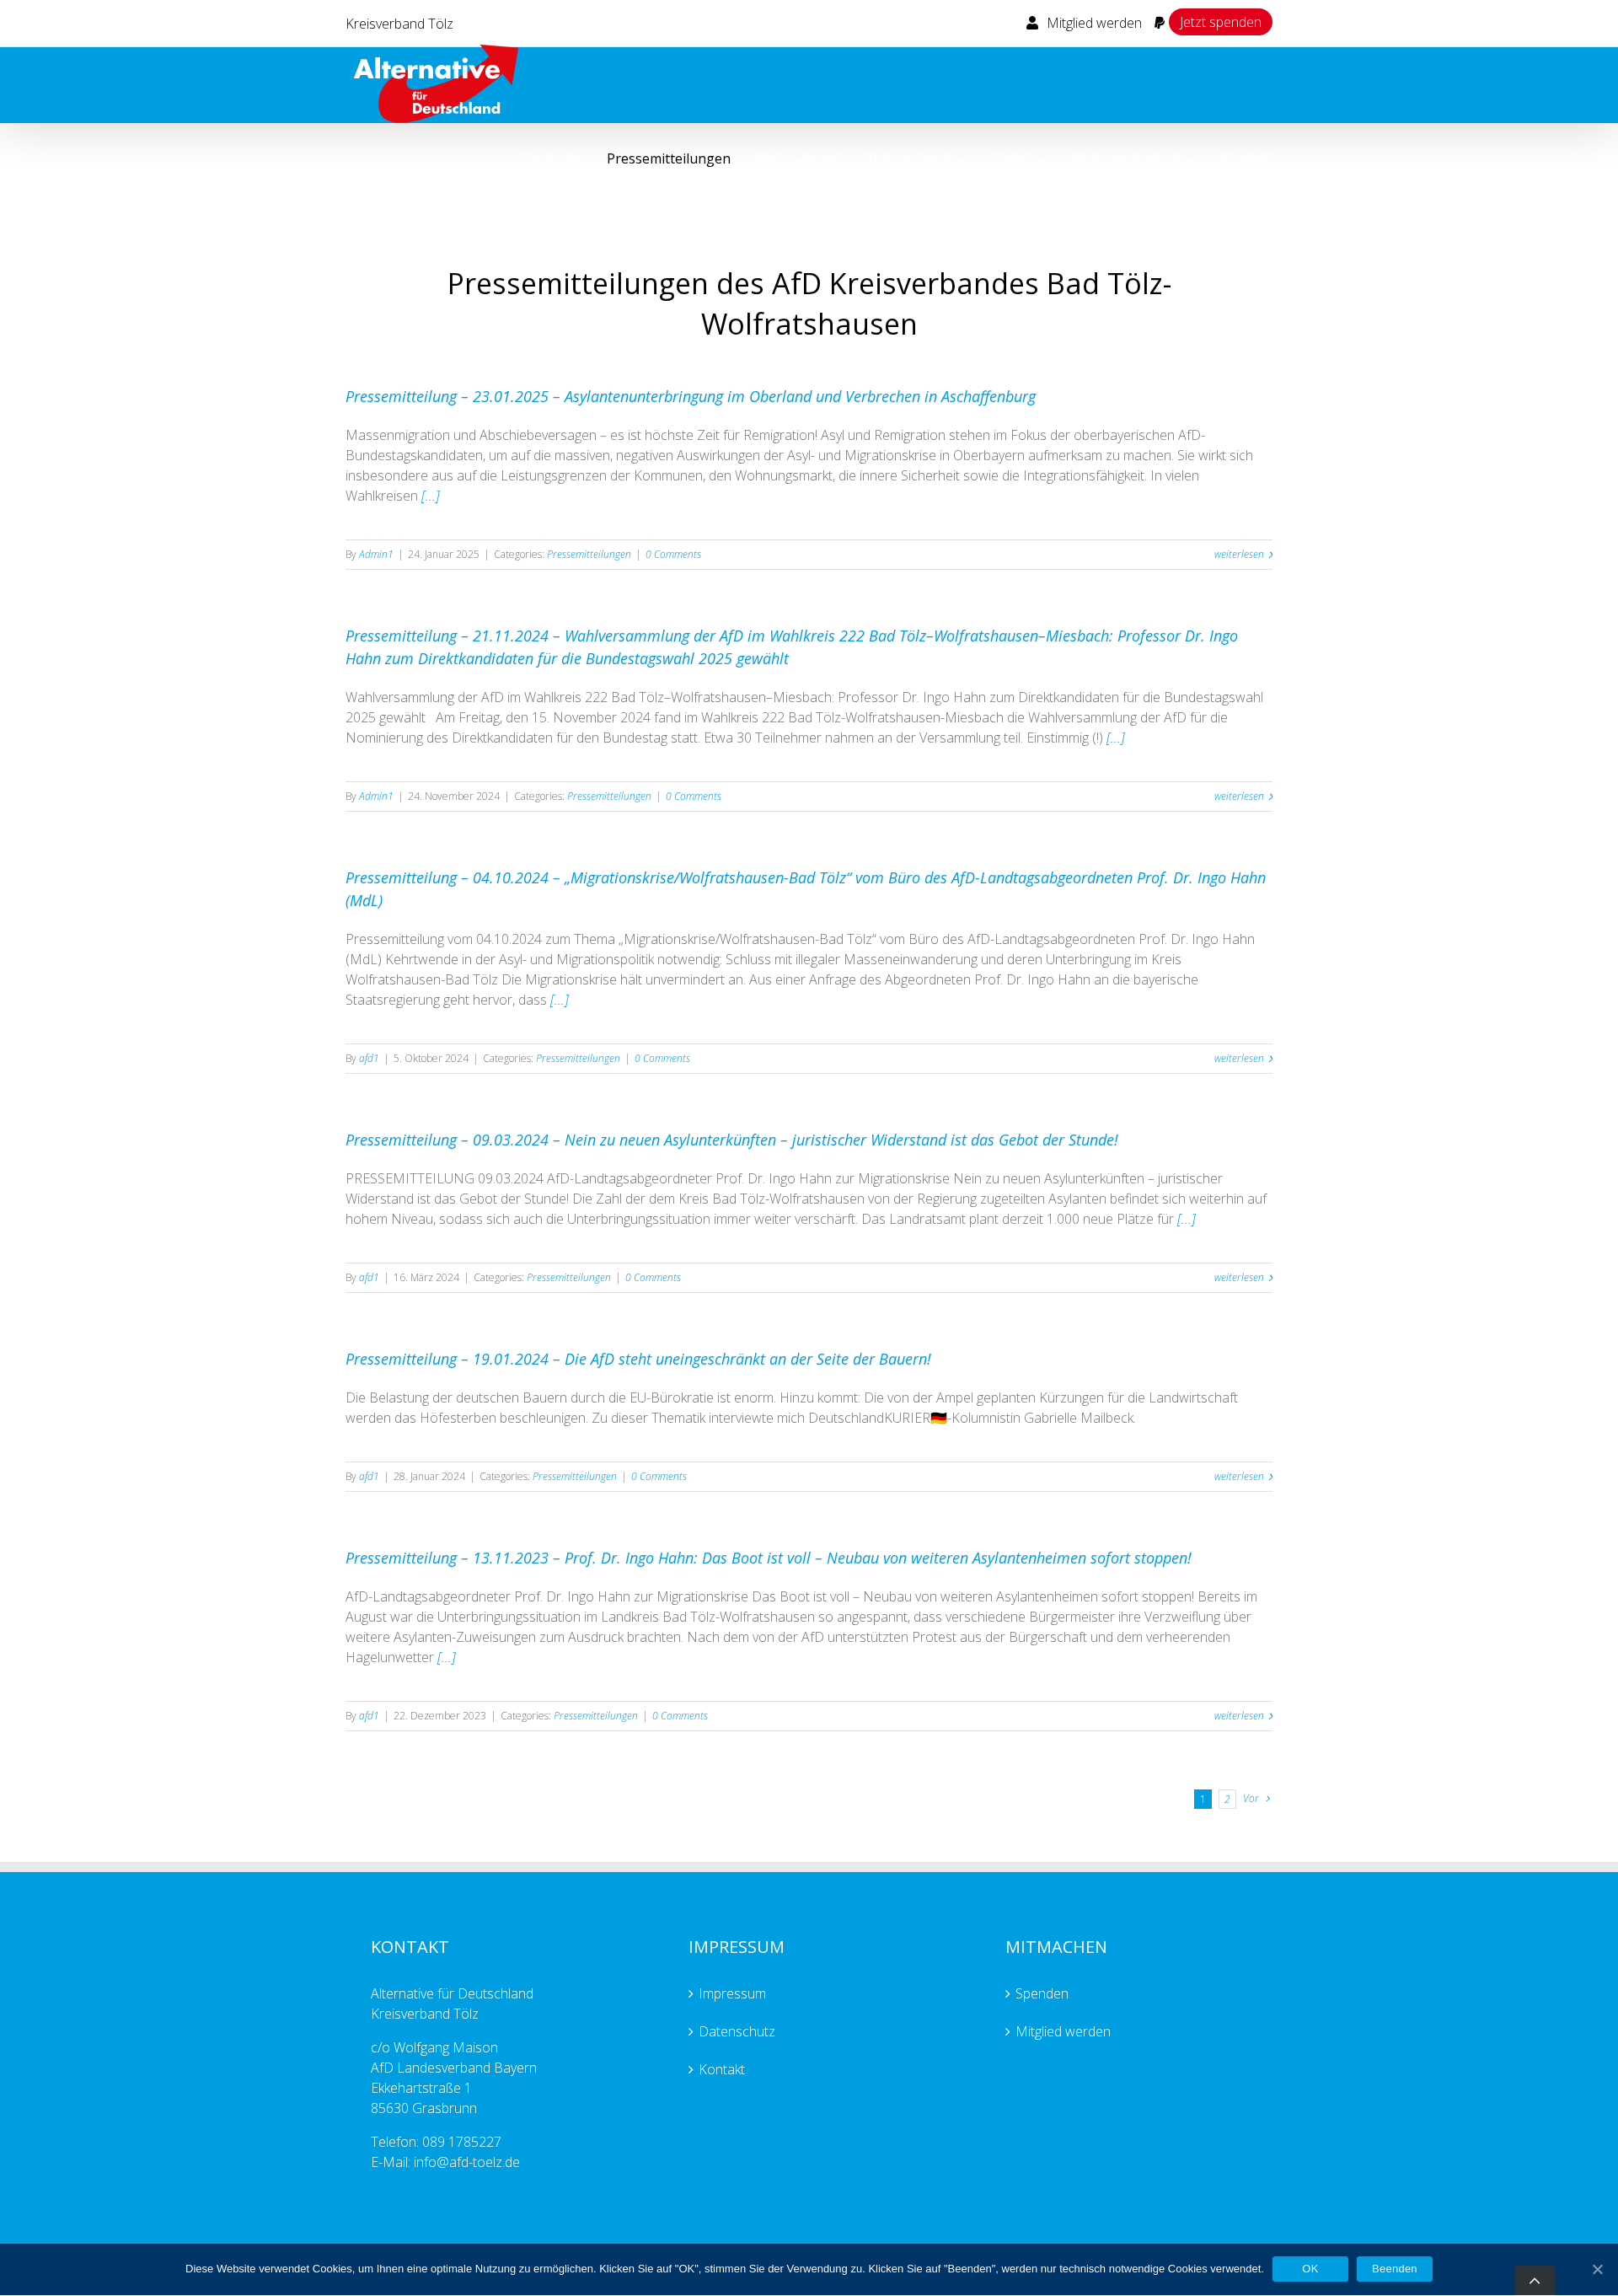 Kreisverband Tölz
Mitglied werden
Jetzt spenden
Alternative
für
Deutschland
Pressemitteilungen
Pressemitteilungen des AfD Kreisverbandes Bad Tölz-
Wolfratshausen
Pressemitteilung – 23.01.2025 – Asylantenunterbringung im Oberland und Verbrechen in Aschaffenburg
Massenmigration und Abschiebeversagen – es ist höchste Zeit für Remigration! Asyl und Remigration stehen im Fokus der oberbayerischen AfD-
Bundestagskandidaten, um auf die massiven, negativen Auswirkungen der Asyl- und Migrationskrise in Oberbayern aufmerksam zu machen. Sie wirkt sich
insbesondere aus auf die Leistungsgrenzen der Kommunen, den Wohnungsmarkt, die innere Sicherheit sowie die Integrationsfähigkeit. In vielen
Wahlkreisen [...]
By Admin1 | 24. Januar 2025 | Categories: Pressemitteilungen | 0 Comments
weiterlesen
Pressemitteilung – 21.11.2024 – Wahlversammlung der AfD im Wahlkreis 222 Bad Tölz–Wolfratshausen–Miesbach: Professor Dr. Ingo
Hahn zum Direktkandidaten für die Bundestagswahl 2025 gewählt
Wahlversammlung der AfD im Wahlkreis 222 Bad Tölz–Wolfratshausen–Miesbach: Professor Dr. Ingo Hahn zum Direktkandidaten für die Bundestagswahl
2025 gewählt   Am Freitag, den 15. November 2024 fand im Wahlkreis 222 Bad Tölz-Wolfratshausen-Miesbach die Wahlversammlung der AfD für die
Nominierung des Direktkandidaten für den Bundestag statt. Etwa 30 Teilnehmer nahmen an der Versammlung teil. Einstimmig (!) [...]
By Admin1 | 24. November 2024 | Categories: Pressemitteilungen | 0 Comments
weiterlesen
Pressemitteilung – 04.10.2024 – „Migrationskrise/Wolfratshausen-Bad Tölz“ vom Büro des AfD-Landtagsabgeordneten Prof. Dr. Ingo Hahn
(MdL)
Pressemitteilung vom 04.10.2024 zum Thema „Migrationskrise/Wolfratshausen-Bad Tölz“ vom Büro des AfD-Landtagsabgeordneten Prof. Dr. Ingo Hahn
(MdL) Kehrtwende in der Asyl- und Migrationspolitik notwendig: Schluss mit illegaler Masseneinwanderung und deren Unterbringung im Kreis
Wolfratshausen-Bad Tölz Die Migrationskrise hält unvermindert an. Aus einer Anfrage des Abgeordneten Prof. Dr. Ingo Hahn an die bayerische
Staatsregierung geht hervor, dass [...]
By afd1 | 5. Oktober 2024 | Categories: Pressemitteilungen | 0 Comments
weiterlesen
Pressemitteilung – 09.03.2024 – Nein zu neuen Asylunterkünften – juristischer Widerstand ist das Gebot der Stunde!
PRESSEMITTEILUNG 09.03.2024 AfD-Landtagsabgeordneter Prof. Dr. Ingo Hahn zur Migrationskrise Nein zu neuen Asylunterkünften – juristischer
Widerstand ist das Gebot der Stunde! Die Zahl der dem Kreis Bad Tölz-Wolfratshausen von der Regierung zugeteilten Asylanten befindet sich weiterhin auf
hohem Niveau, sodass sich auch die Unterbringungssituation immer weiter verschärft. Das Landratsamt plant derzeit 1.000 neue Plätze für [...]
By afd1 | 16. März 2024 | Categories: Pressemitteilungen | 0 Comments
weiterlesen
Pressemitteilung – 19.01.2024 – Die AfD steht uneingeschränkt an der Seite der Bauern!
Die Belastung der deutschen Bauern durch die EU-Bürokratie ist enorm. Hinzu kommt: Die von der Ampel geplanten Kürzungen für die Landwirtschaft
werden das Höfesterben beschleunigen. Zu dieser Thematik interviewte mich DeutschlandKURIER🇩🇪-Kolumnistin Gabrielle Mailbeck.
By afd1 | 28. Januar 2024 | Categories: Pressemitteilungen | 0 Comments
weiterlesen
Pressemitteilung – 13.11.2023 – Prof. Dr. Ingo Hahn: Das Boot ist voll – Neubau von weiteren Asylantenheimen sofort stoppen!
AfD-Landtagsabgeordneter Prof. Dr. Ingo Hahn zur Migrationskrise Das Boot ist voll – Neubau von weiteren Asylantenheimen sofort stoppen! Bereits im
August war die Unterbringungssituation im Landkreis Bad Tölz-Wolfratshausen so angespannt, dass verschiedene Bürgermeister ihre Verzweiflung über
weitere Asylanten-Zuweisungen zum Ausdruck brachten. Nach dem von der AfD unterstützten Protest aus der Bürgerschaft und dem verheerenden
Hagelunwetter [...]
By afd1 | 22. Dezember 2023 | Categories: Pressemitteilungen | 0 Comments
weiterlesen
1 2 Vor
KONTAKT
Alternative für Deutschland
Kreisverband Tölz
c/o Wolfgang Maison
AfD Landesverband Bayern
Ekkehartstraße 1
85630 Grasbrunn
Telefon: 089 1785227
E-Mail: info@afd-toelz.de
IMPRESSUM
Impressum
Datenschutz
Kontakt
MITMACHEN
Spenden
Mitglied werden
Diese Website verwendet Cookies, um Ihnen eine optimale Nutzung zu ermöglichen. Klicken Sie auf "OK", stimmen Sie der Verwendung zu. Klicken Sie auf "Beenden", werden nur technisch notwendige Cookies verwendet.
OK
Beenden